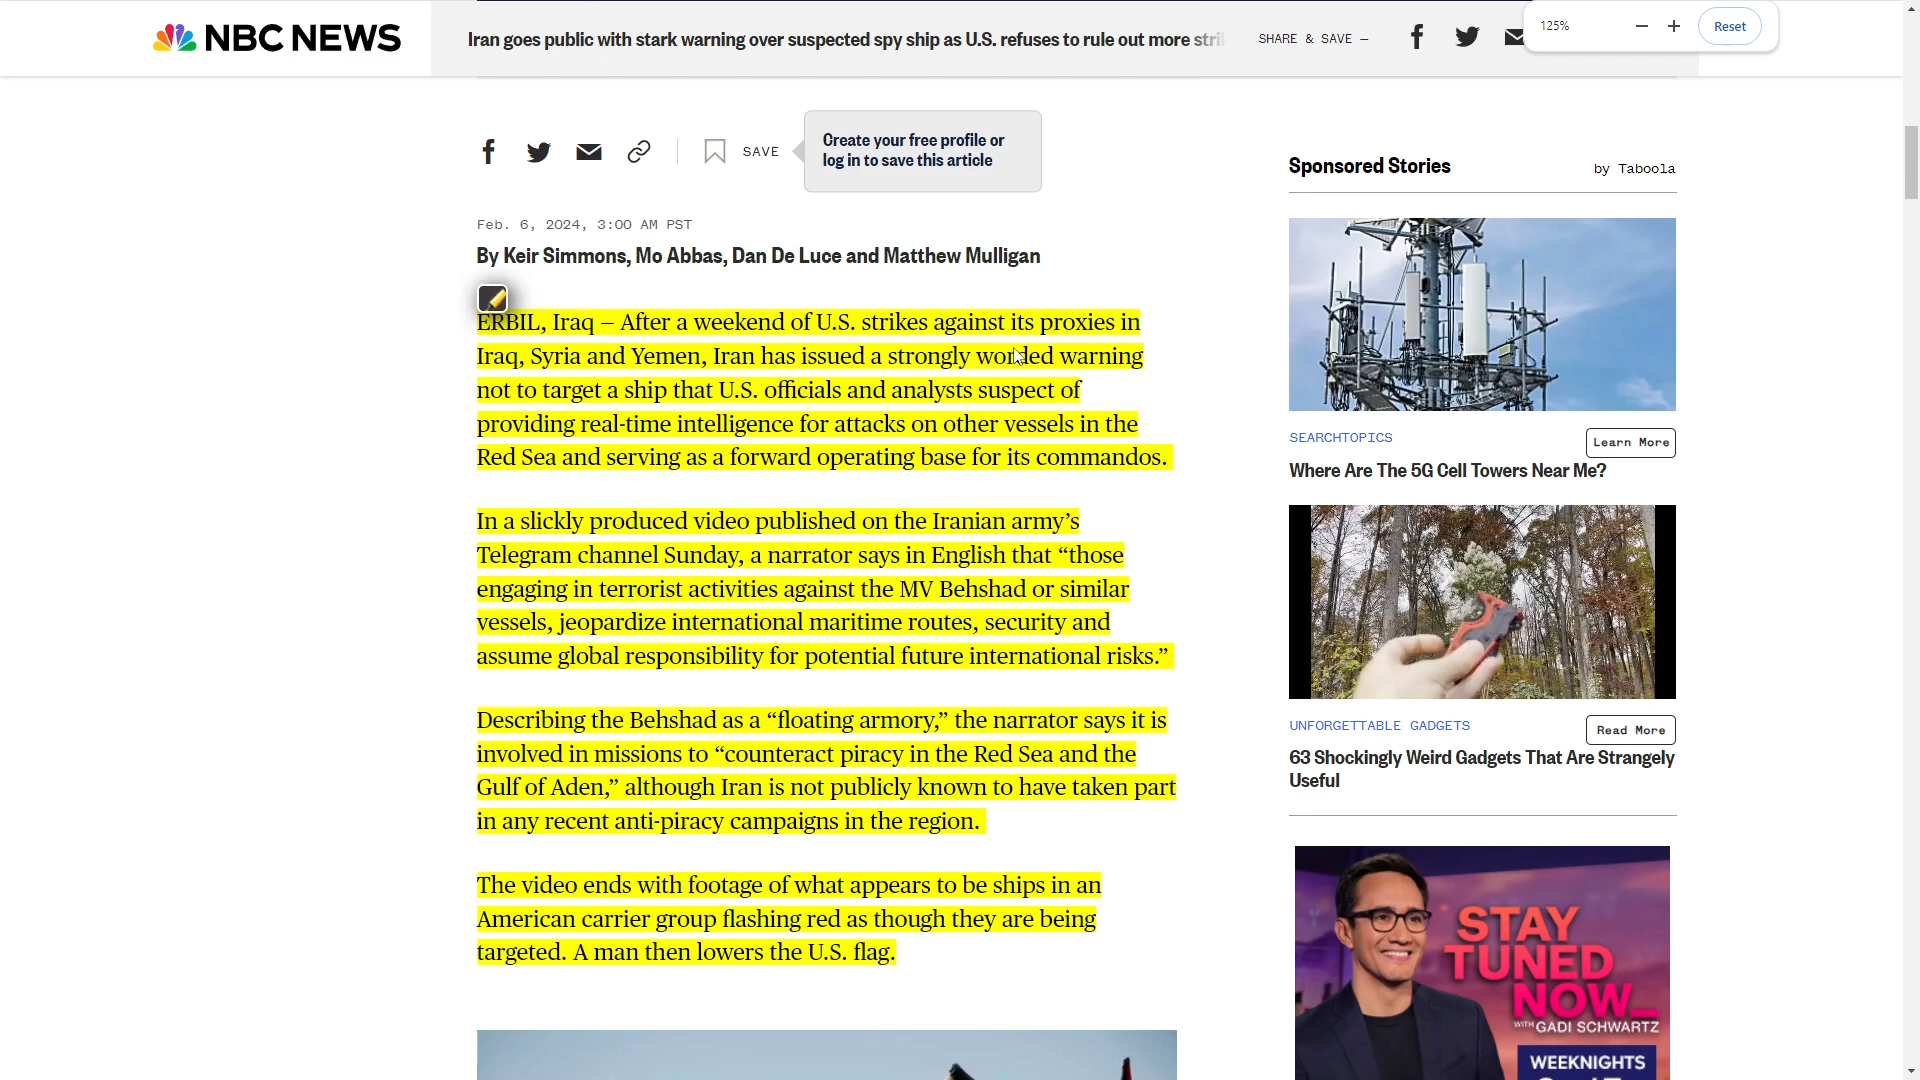 NBC NEWS
Iran goes public with stark warning over suspected spy ship as U.S. refuses to rule out more stri
SHARE & SAVE —
125%
Reset
SAVE
Create your free profile or
log in to save this article
Feb. 6, 2024, 3:00 AM PST
By Keir Simmons, Mo Abbas, Dan De Luce and Matthew Mulligan
ERBIL, Iraq — After a weekend of U.S. strikes against its proxies in
Iraq, Syria and Yemen, Iran has issued a strongly worded warning
not to target a ship that U.S. officials and analysts suspect of
providing real-time intelligence for attacks on other vessels in the
Red Sea and serving as a forward operating base for its commandos.
In a slickly produced video published on the Iranian army’s
Telegram channel Sunday, a narrator says in English that “those
engaging in terrorist activities against the MV Behshad or similar
vessels, jeopardize international maritime routes, security and
assume global responsibility for potential future international risks.”
Describing the Behshad as a “floating armory,” the narrator says it is
involved in missions to “counteract piracy in the Red Sea and the
Gulf of Aden,” although Iran is not publicly known to have taken part
in any recent anti-piracy campaigns in the region.
The video ends with footage of what appears to be ships in an
American carrier group flashing red as though they are being
targeted. A man then lowers the U.S. flag.
Sponsored Stories
by Taboola
SEARCHTOPICS
Learn More
Where Are The 5G Cell Towers Near Me?
UNFORGETTABLE GADGETS
Read More
63 Shockingly Weird Gadgets That Are Strangely
Useful
STAY
TUNED
NOW
WITH GADI SCHWARTZ
WEEKNIGHTS